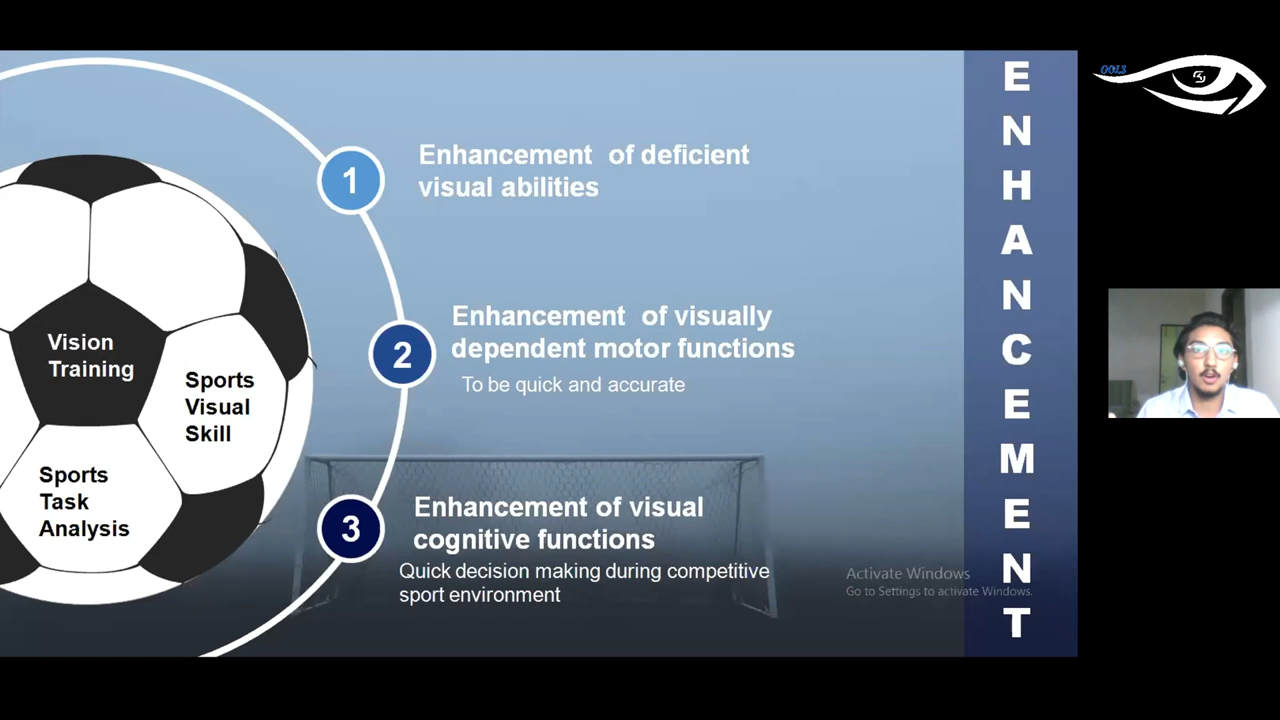 OOLS
Vision
Training
Sports
Visual
Skill
Sports
Task
Analysis
1
Enhancement of deficient
visual abilities
2
Enhancement of visually
dependent motor functions
To be quick and accurate
3
Enhancement of visual
cognitive functions
Quick decision making during competitive
sport environment
ENHANCEMENT
Activate Windows
Go to Settings to activate Windows.